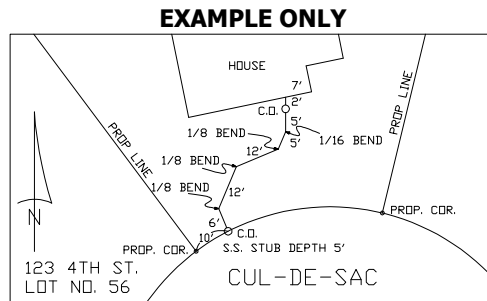 EXAMPLE ONLY
HOUSE
7'
2'
C.O.
5'
1/8 BEND
5'
1/16 BEND
12'
1/8 BEND
1/8 BEND
12'
PROP LINE
PROP LINE
N
6'
10'
C.O.
PROP. COR.
PROP. COR.
S.S. STUB DEPTH 5'
123 4TH ST.
LOT NO. 56
CUL-DE-SAC